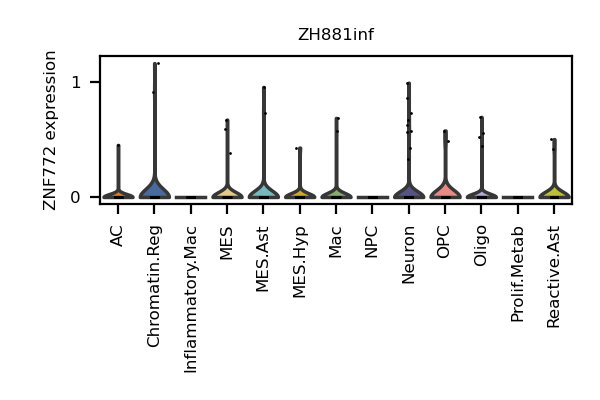 ZH881inf
ZNF772 expression
1
0
AC
Chromatin.Reg
Inflammatory.Mac
MES
MES.Ast
MES.Hyp
Mac
NPC
Neuron
OPC
Oligo
Prolif.Metab
Reactive.Ast